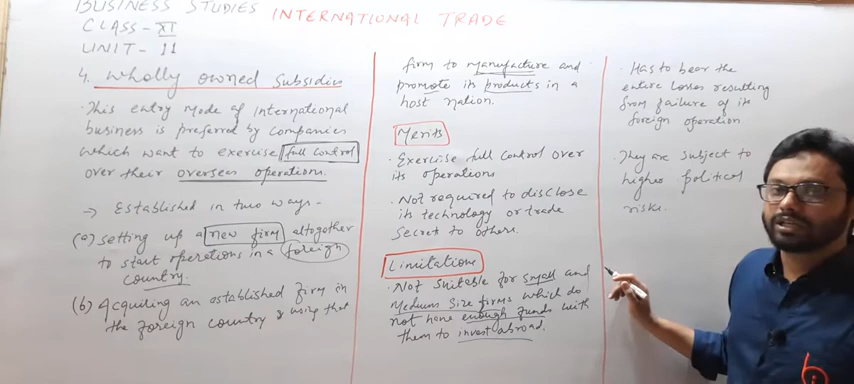 BUSINESS STUDIES
INTERNATIONAL TRADE
CLASS - XI
UNIT - 11
4. Wholly owned Subsidies
· This entry mode of International
business is preferred by companies
which want to exercise full control
over their overseas operations.
→ Established in two ways -
(a) Setting up a new firm altogether
to start operations in a foreign
country.
(b) Acquiring an established firm in
the foreign country & using that
firm to manufacture and
promote its products in a
host nation.
Merits
· Exercise full control over
its operations
· Not required to disclose
its technology or trade
secret to others.
Limitations
· Not suitable for small and
Medium size firms which do
not have enough funds with
them to invest abroad.
· Has to bear the
entire losses resulting
from failure of its
foreign operation.
· They are subject to
higher political
risks.